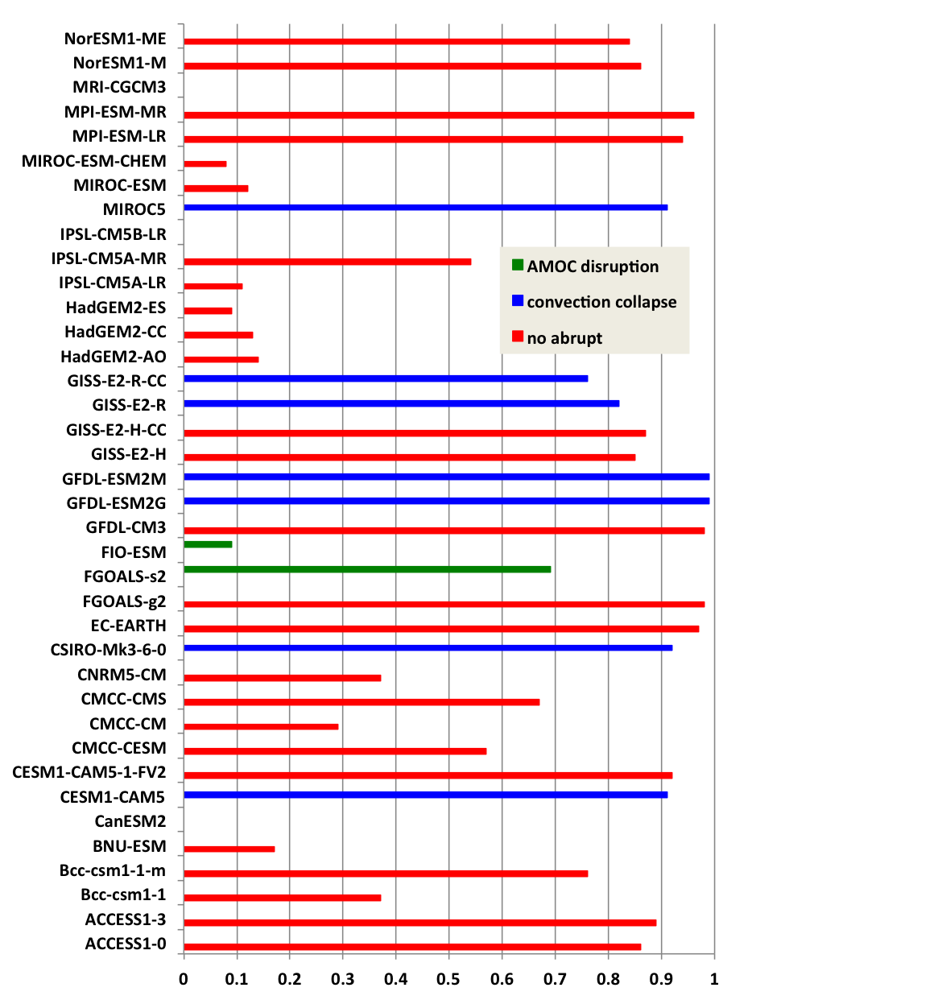 NorESM1-ME
NorESM1-M
MRI-CGCM3
MPI-ESM-MR
MPI-ESM-LR
MIROC-ESM-CHEM
MIROC-ESM
MIROC5
IPSL-CM5B-LR
IPSL-CM5A-MR
IPSL-CM5A-LR
HadGEM2-ES
HadGEM2-CC
HadGEM2-AO
GISS-E2-R-CC
GISS-E2-R
GISS-E2-H-CC
GISS-E2-H
GFDL-ESM2M
GFDL-ESM2G
GFDL-CM3
FIO-ESM
FGOALS-s2
FGOALS-g2
EC-EARTH
CSIRO-Mk3-6-0
CNRM5-CM
CMCC-CMS
CMCC-CM
CMCC-CESM
CESM1-CAM5-1-FV2
CESM1-CAM5
CanESM2
BNU-ESM
Bcc-csm1-1-m
Bcc-csm1-1
ACCESS1-3
ACCESS1-0
AMOC disruption
convection collapse
no abrupt
0 0.1 0.2 0.3 0.4 0.5 0.6 0.7 0.8 0.9 1